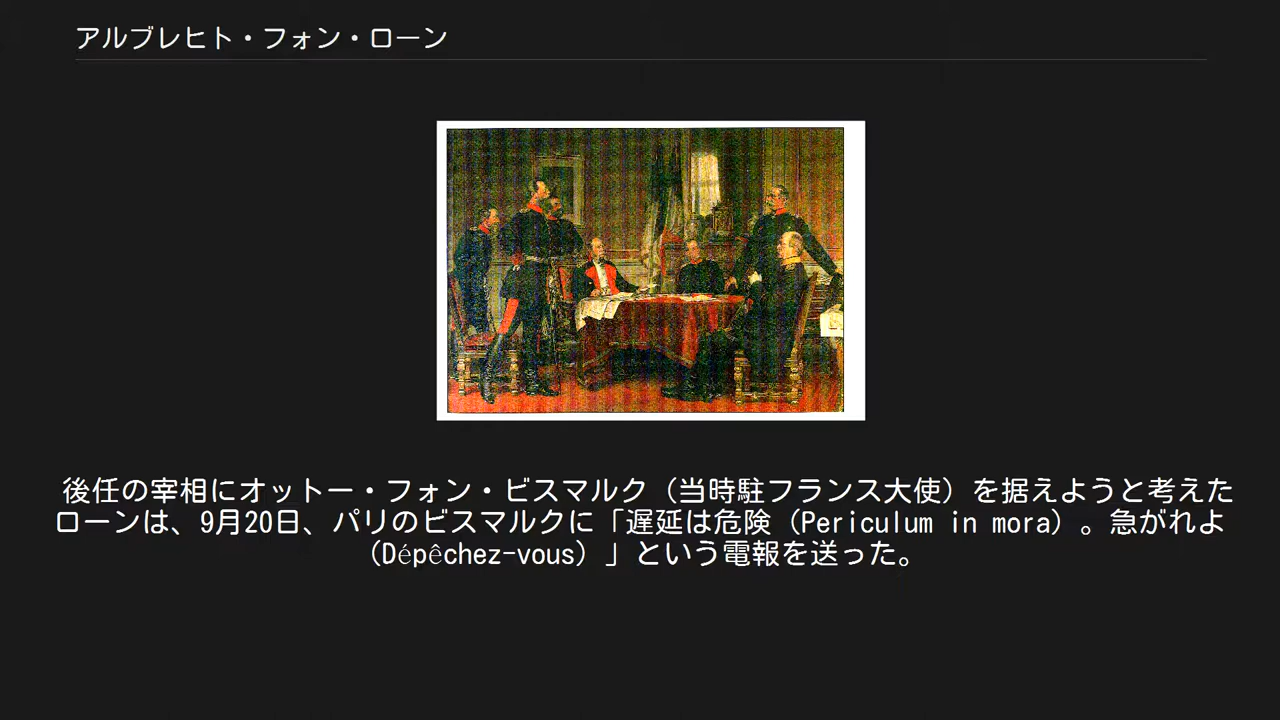 アルブレヒト・フォン・ローン
後任の宰相にオットー・フォン・ビスマルク（当時駐フランス大使）を据えようと考えた
ローンは、9月20日、パリのビスマルクに「遅延は危険（Periculum in mora）。急がれよ
（Dépêchez-vous）」という電報を送った。